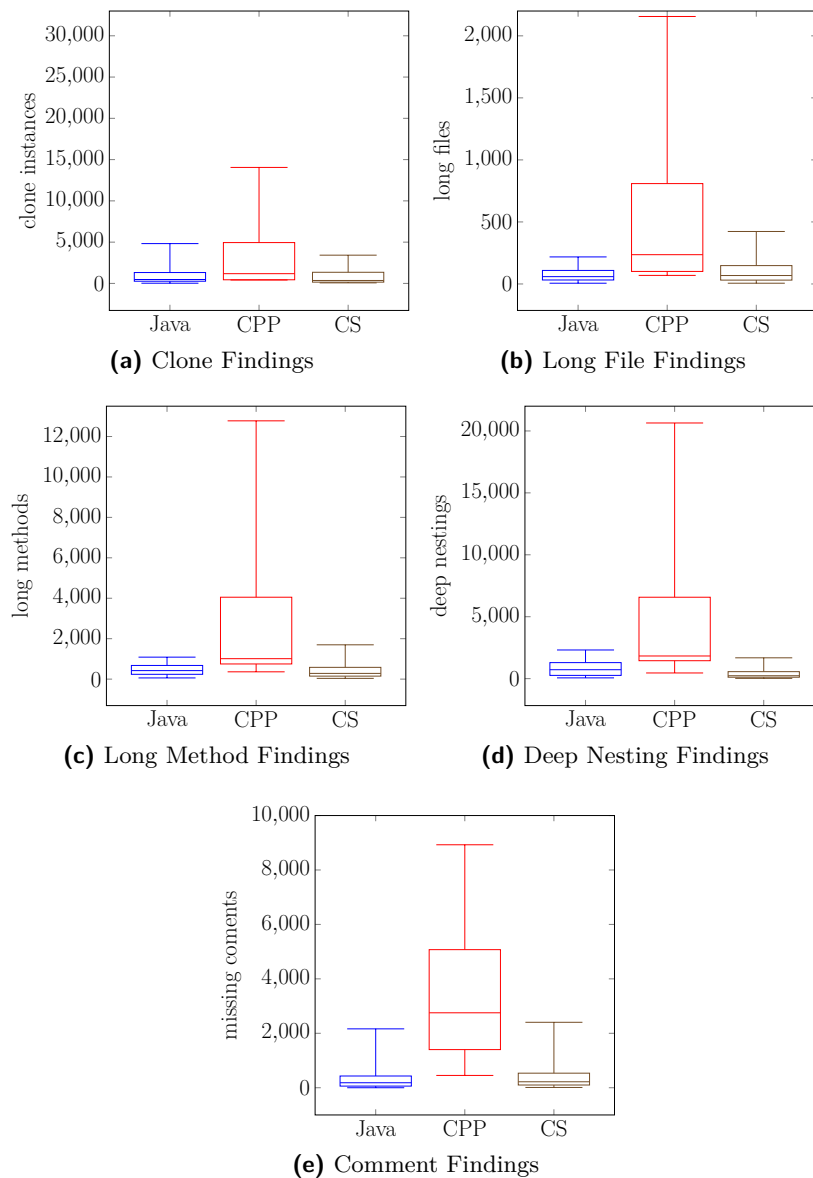 30,000
25,000
20,000
15,000
10,000
5,000
0
clone instances
Java CPP CS
(a) Clone Findings
2,000
1,500
1,000
500
0
long files
Java CPP CS
(b) Long File Findings
12,000
10,000
8,000
6,000
4,000
2,000
0
long methods
Java CPP CS
(c) Long Method Findings
20,000
15,000
10,000
5,000
0
deep nestings
Java CPP CS
(d) Deep Nesting Findings
10,000
8,000
6,000
4,000
2,000
0
missing coments
Java CPP CS
(e) Comment Findings